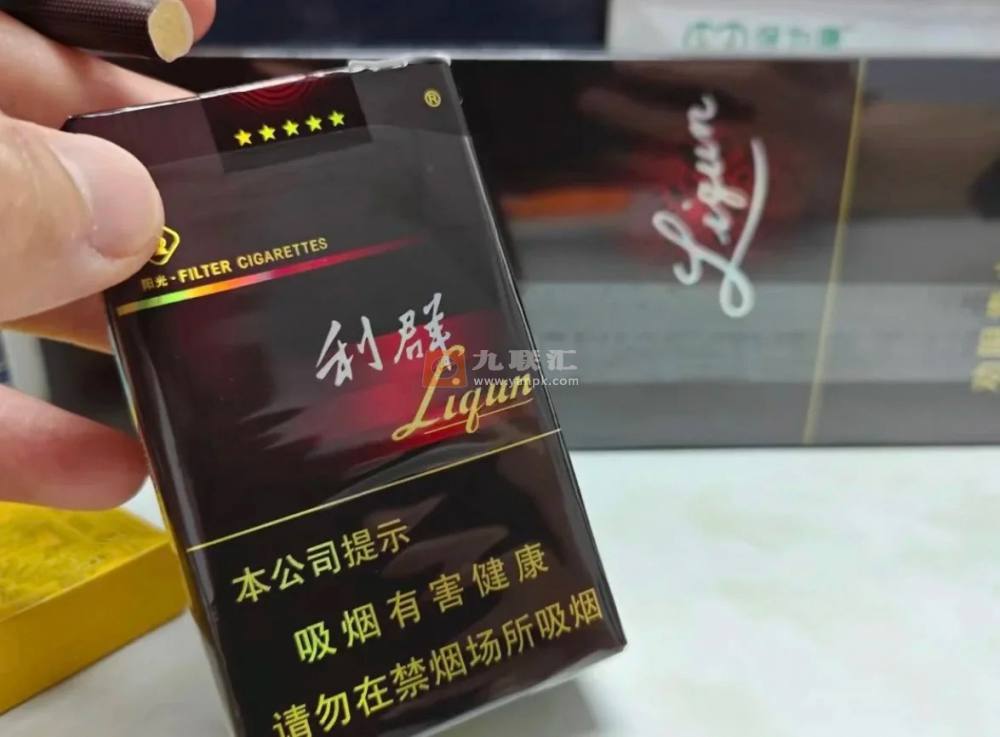 ®
阳光-FILTER CIGARETTES
利群
Liqun
本公司提示
吸烟有害健康
请勿在禁烟场所吸烟
Liqun
九联汇
www.yanpk.com